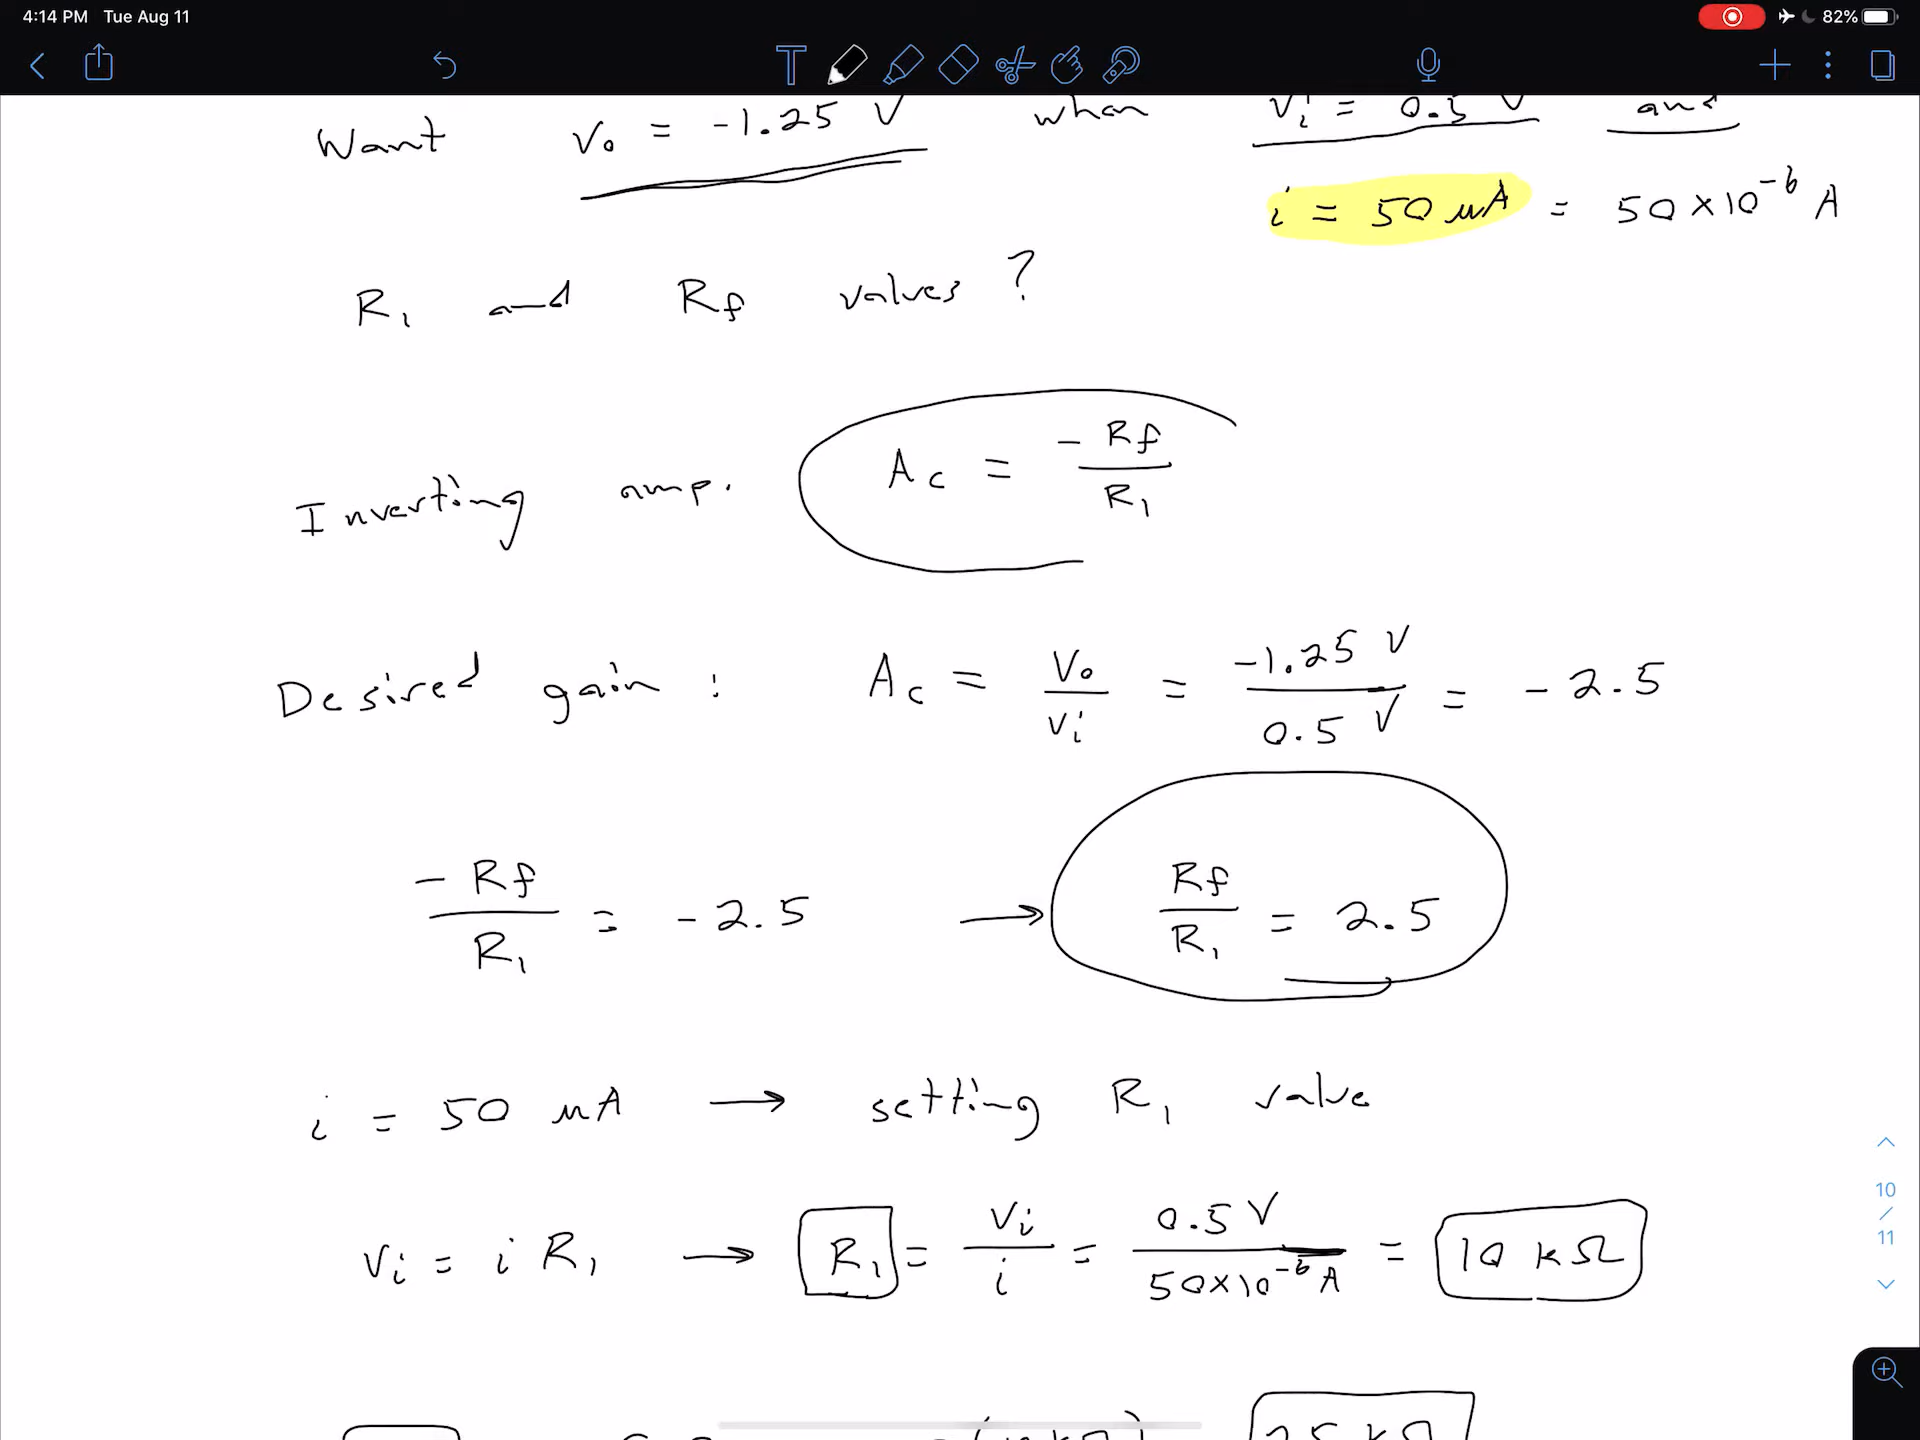 4:14 PM Tue Aug 11 82%
T
Want v₀ = -1.25 V when vᵢ = 0.5 V and
i = 50 μA = 50 × 10⁻⁶ A
R₁ and Rf values ?
Inverting amp. Ac = -Rf / R₁
Desired gain : Ac = v₀ / vᵢ = -1.25 V / 0.5 V = -2.5
-Rf / R₁ = -2.5 → Rf / R₁ = 2.5
i = 50 μA → setting R₁ value
vᵢ = i R₁ → R₁ = vᵢ / i = 0.5 V / 50×10⁻⁶ A = 10 kΩ
10 / 11